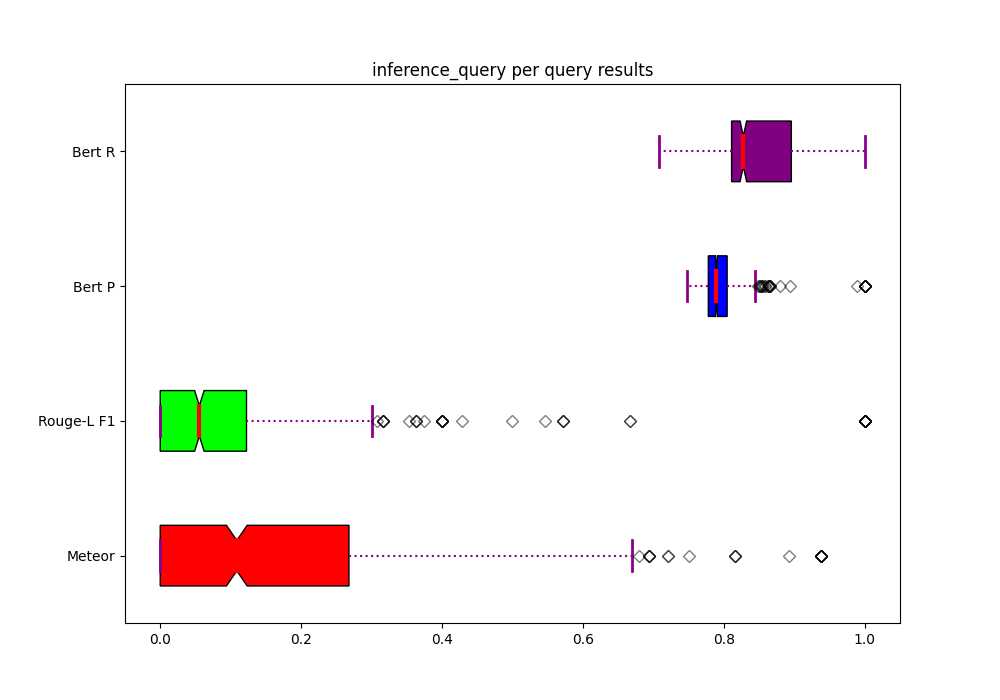 inference_query per query results
Bert R
Bert P
Rouge-L F1
Meteor
0.0 0.2 0.4 0.6 0.8 1.0